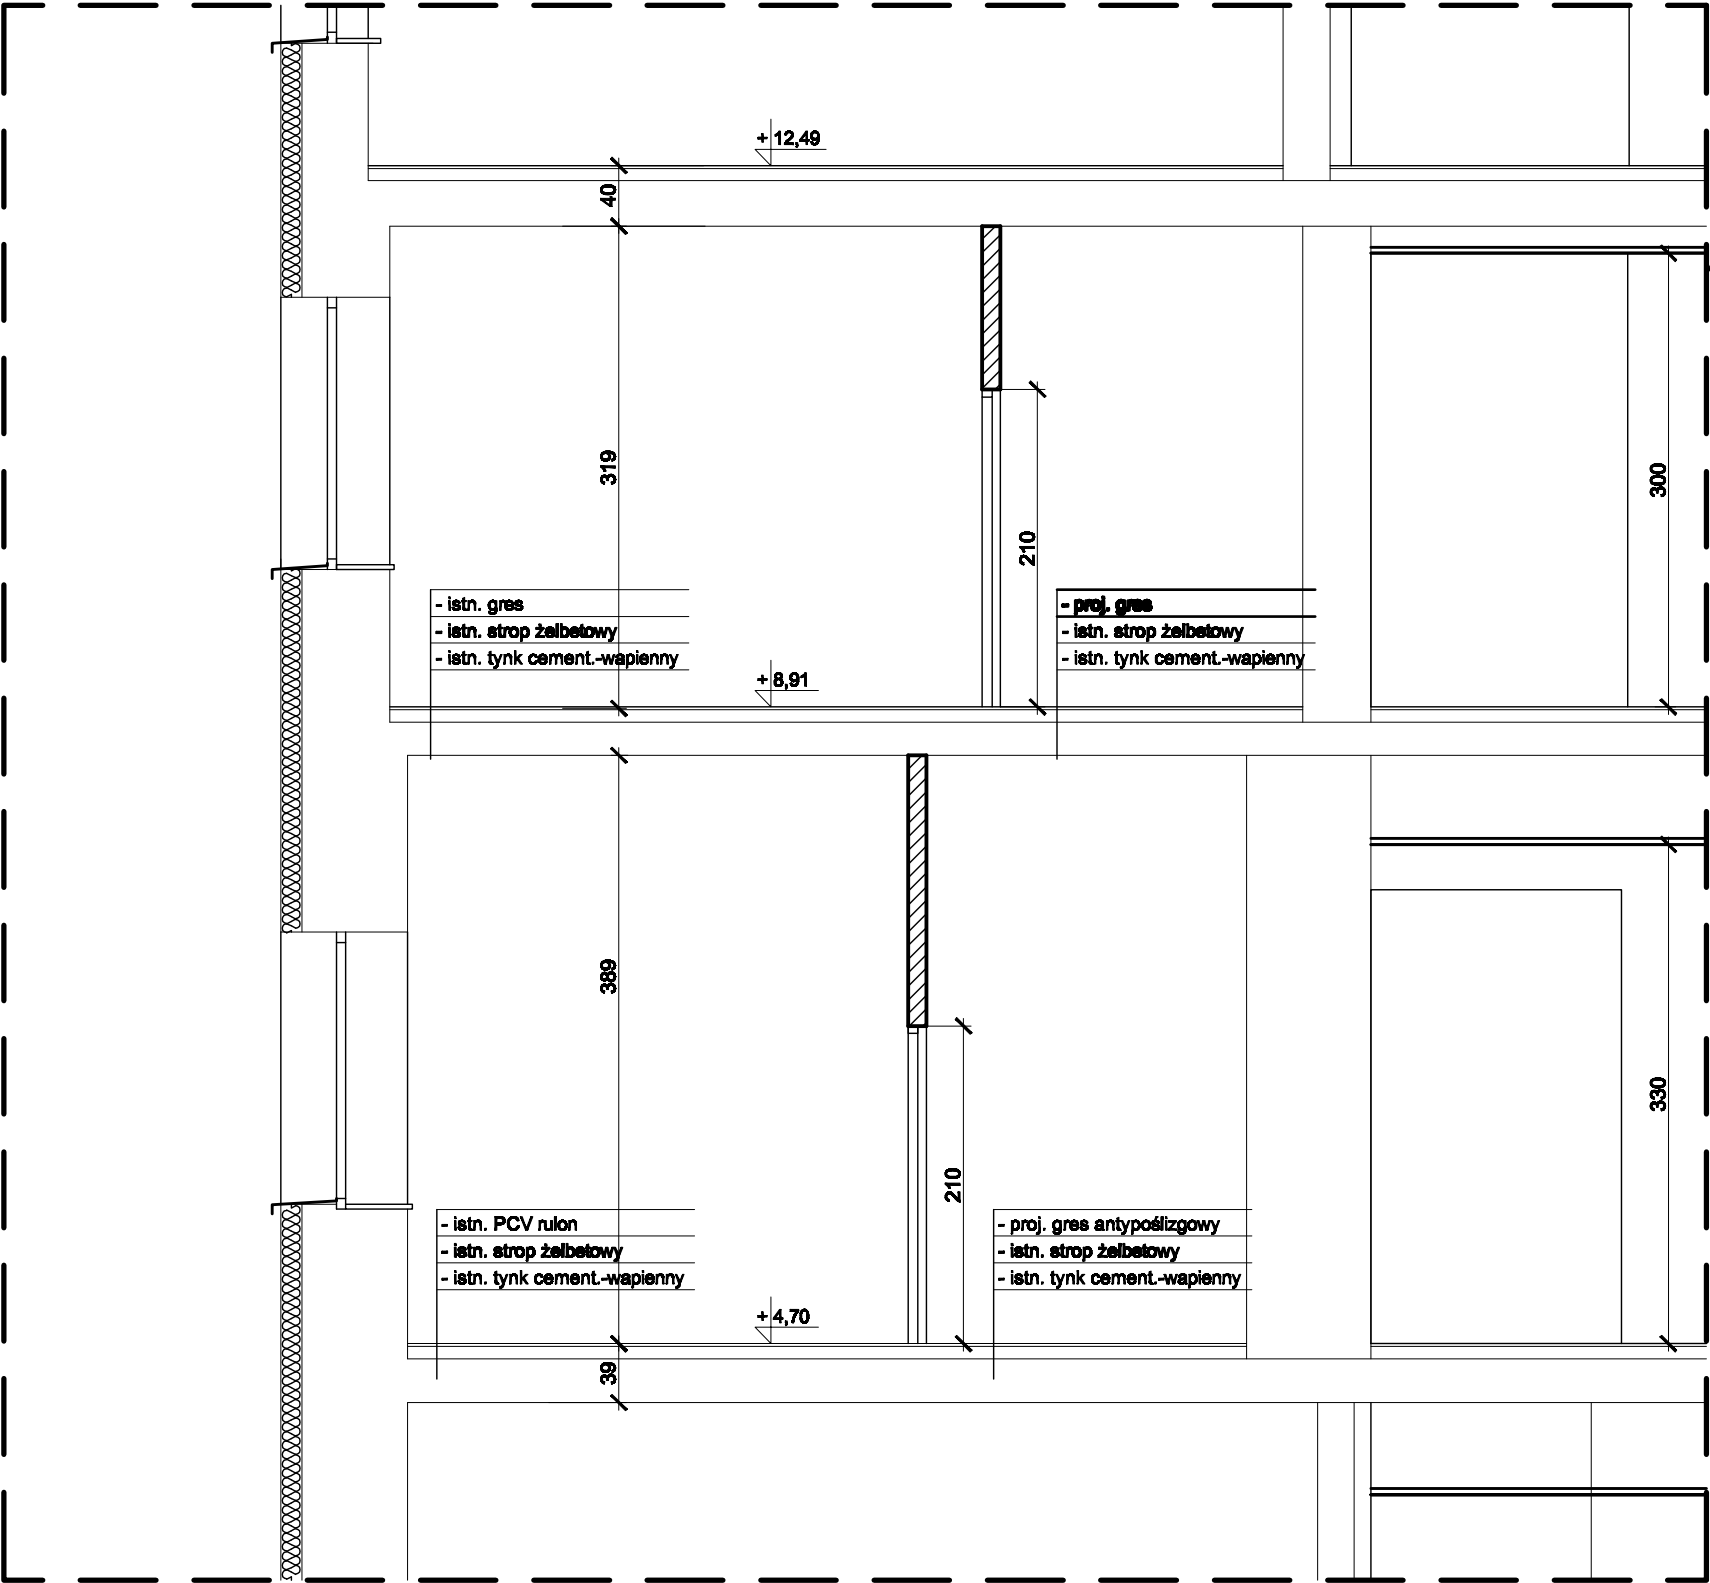 + 12,49
40
319
210
300
- istn. gres
- istn. strop żelbetowy
- istn. tynk cement.-wapienny
- proj. gres
- istn. strop żelbetowy
- istn. tynk cement.-wapienny
+ 8,91
389
210
330
- istn. PCV rulon
- istn. strop żelbetowy
- istn. tynk cement.-wapienny
- proj. gres antypoślizgowy
- istn. strop żelbetowy
- istn. tynk cement.-wapienny
+ 4,70
39